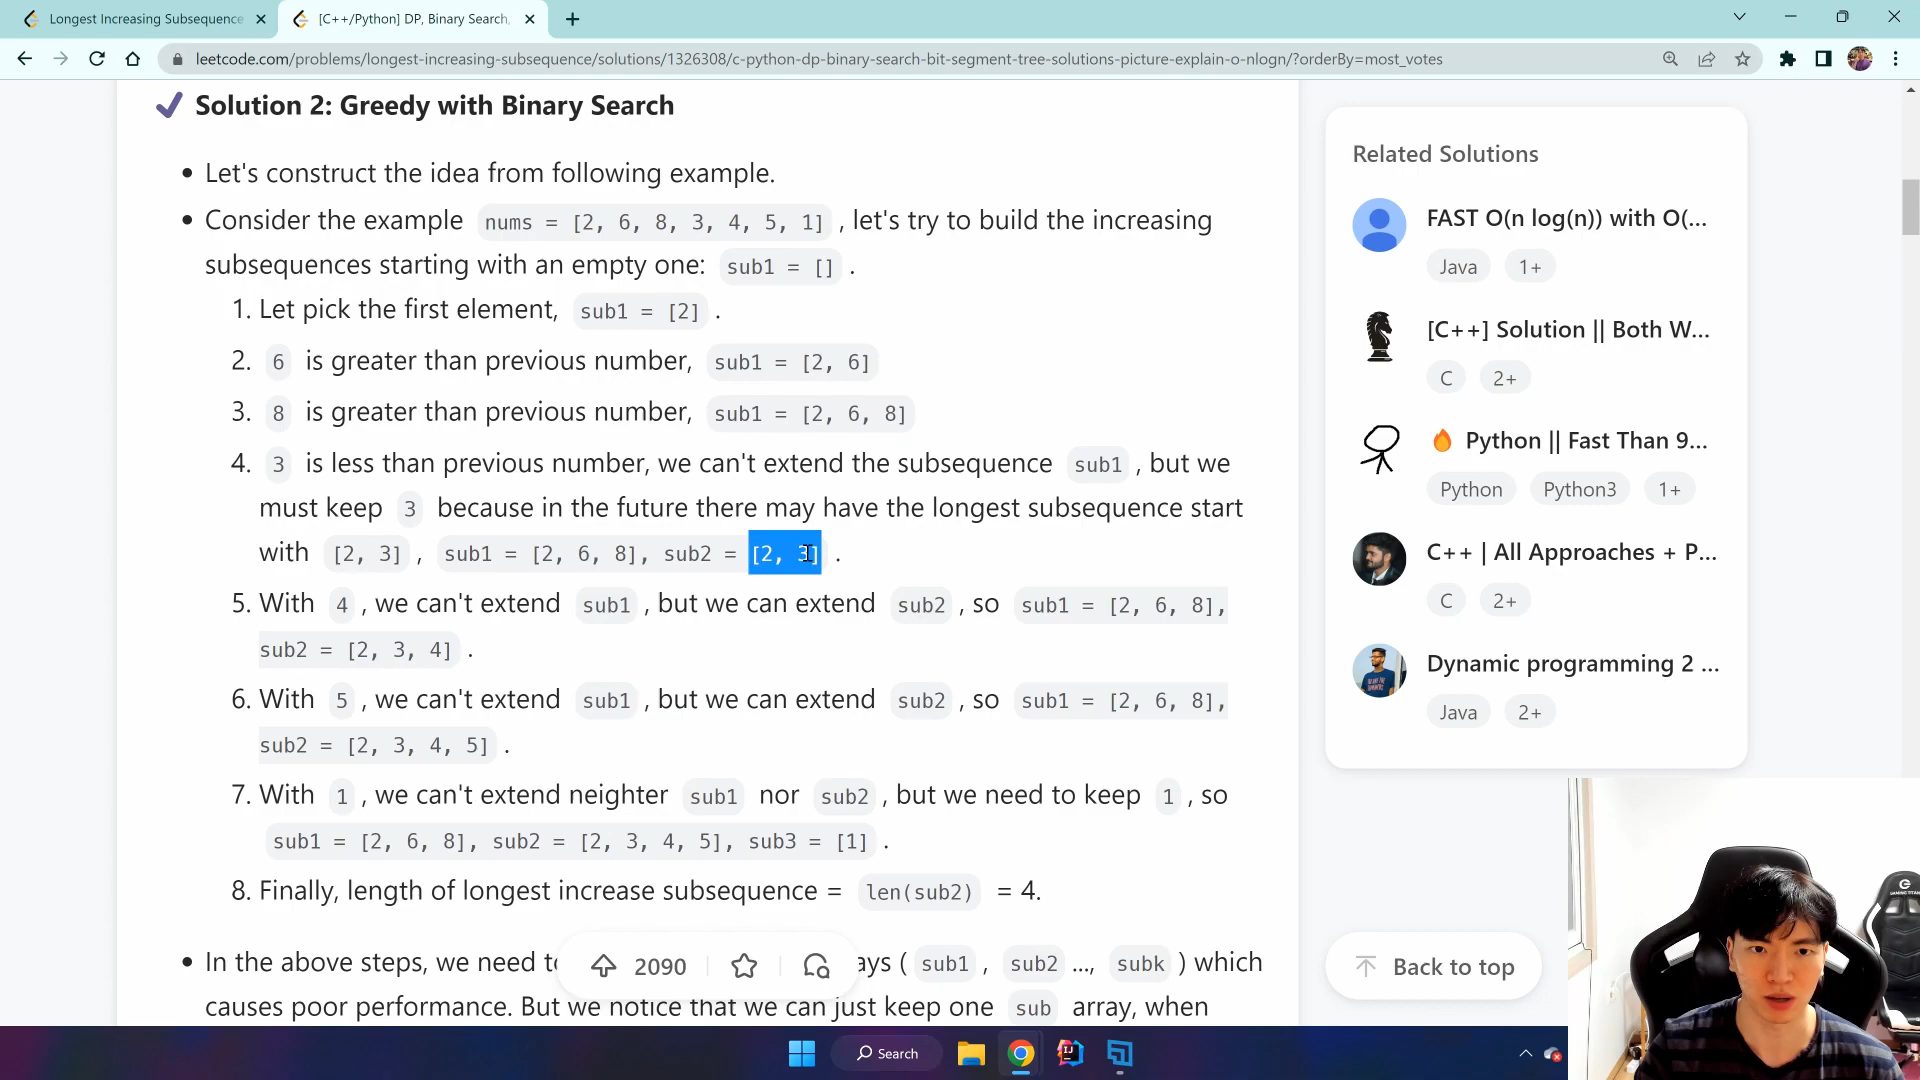 Longest Increasing Subsequence
[C++/Python] DP, Binary Search,
leetcode.com/problems/longest-increasing-subsequence/solutions/1326308/c-python-dp-binary-search-bit-segment-tree-solutions-picture-explain-o-nlogn/?orderBy=most_votes
Solution 2: Greedy with Binary Search
Let's construct the idea from following example.
Consider the example nums = [2, 6, 8, 3, 4, 5, 1] , let's try to build the increasing
subsequences starting with an empty one: sub1 = [] .
1. Let pick the first element, sub1 = [2] .
2. 6 is greater than previous number, sub1 = [2, 6]
3. 8 is greater than previous number, sub1 = [2, 6, 8]
4. 3 is less than previous number, we can't extend the subsequence sub1 , but we
must keep 3 because in the future there may have the longest subsequence start
with [2, 3] , sub1 = [2, 6, 8], sub2 = [2, 3] .
5. With 4 , we can't extend sub1 , but we can extend sub2 , so sub1 = [2, 6, 8],
sub2 = [2, 3, 4] .
6. With 5 , we can't extend sub1 , but we can extend sub2 , so sub1 = [2, 6, 8],
sub2 = [2, 3, 4, 5] .
7. With 1 , we can't extend neighter sub1 nor sub2 , but we need to keep 1 , so
sub1 = [2, 6, 8], sub2 = [2, 3, 4, 5], sub3 = [1] .
8. Finally, length of longest increase subsequence = len(sub2) = 4.
In the above steps, we need to ays ( sub1 , sub2 ..., subk ) which
causes poor performance. But we notice that we can just keep one sub array, when
2090
Related Solutions
FAST O(n log(n)) with O(...
Java 1+
[C++] Solution || Both W...
C 2+
Python || Fast Than 9...
Python Python3 1+
C++ | All Approaches + P...
C 2+
Dynamic programming 2 ...
Java 2+
Back to top
Search